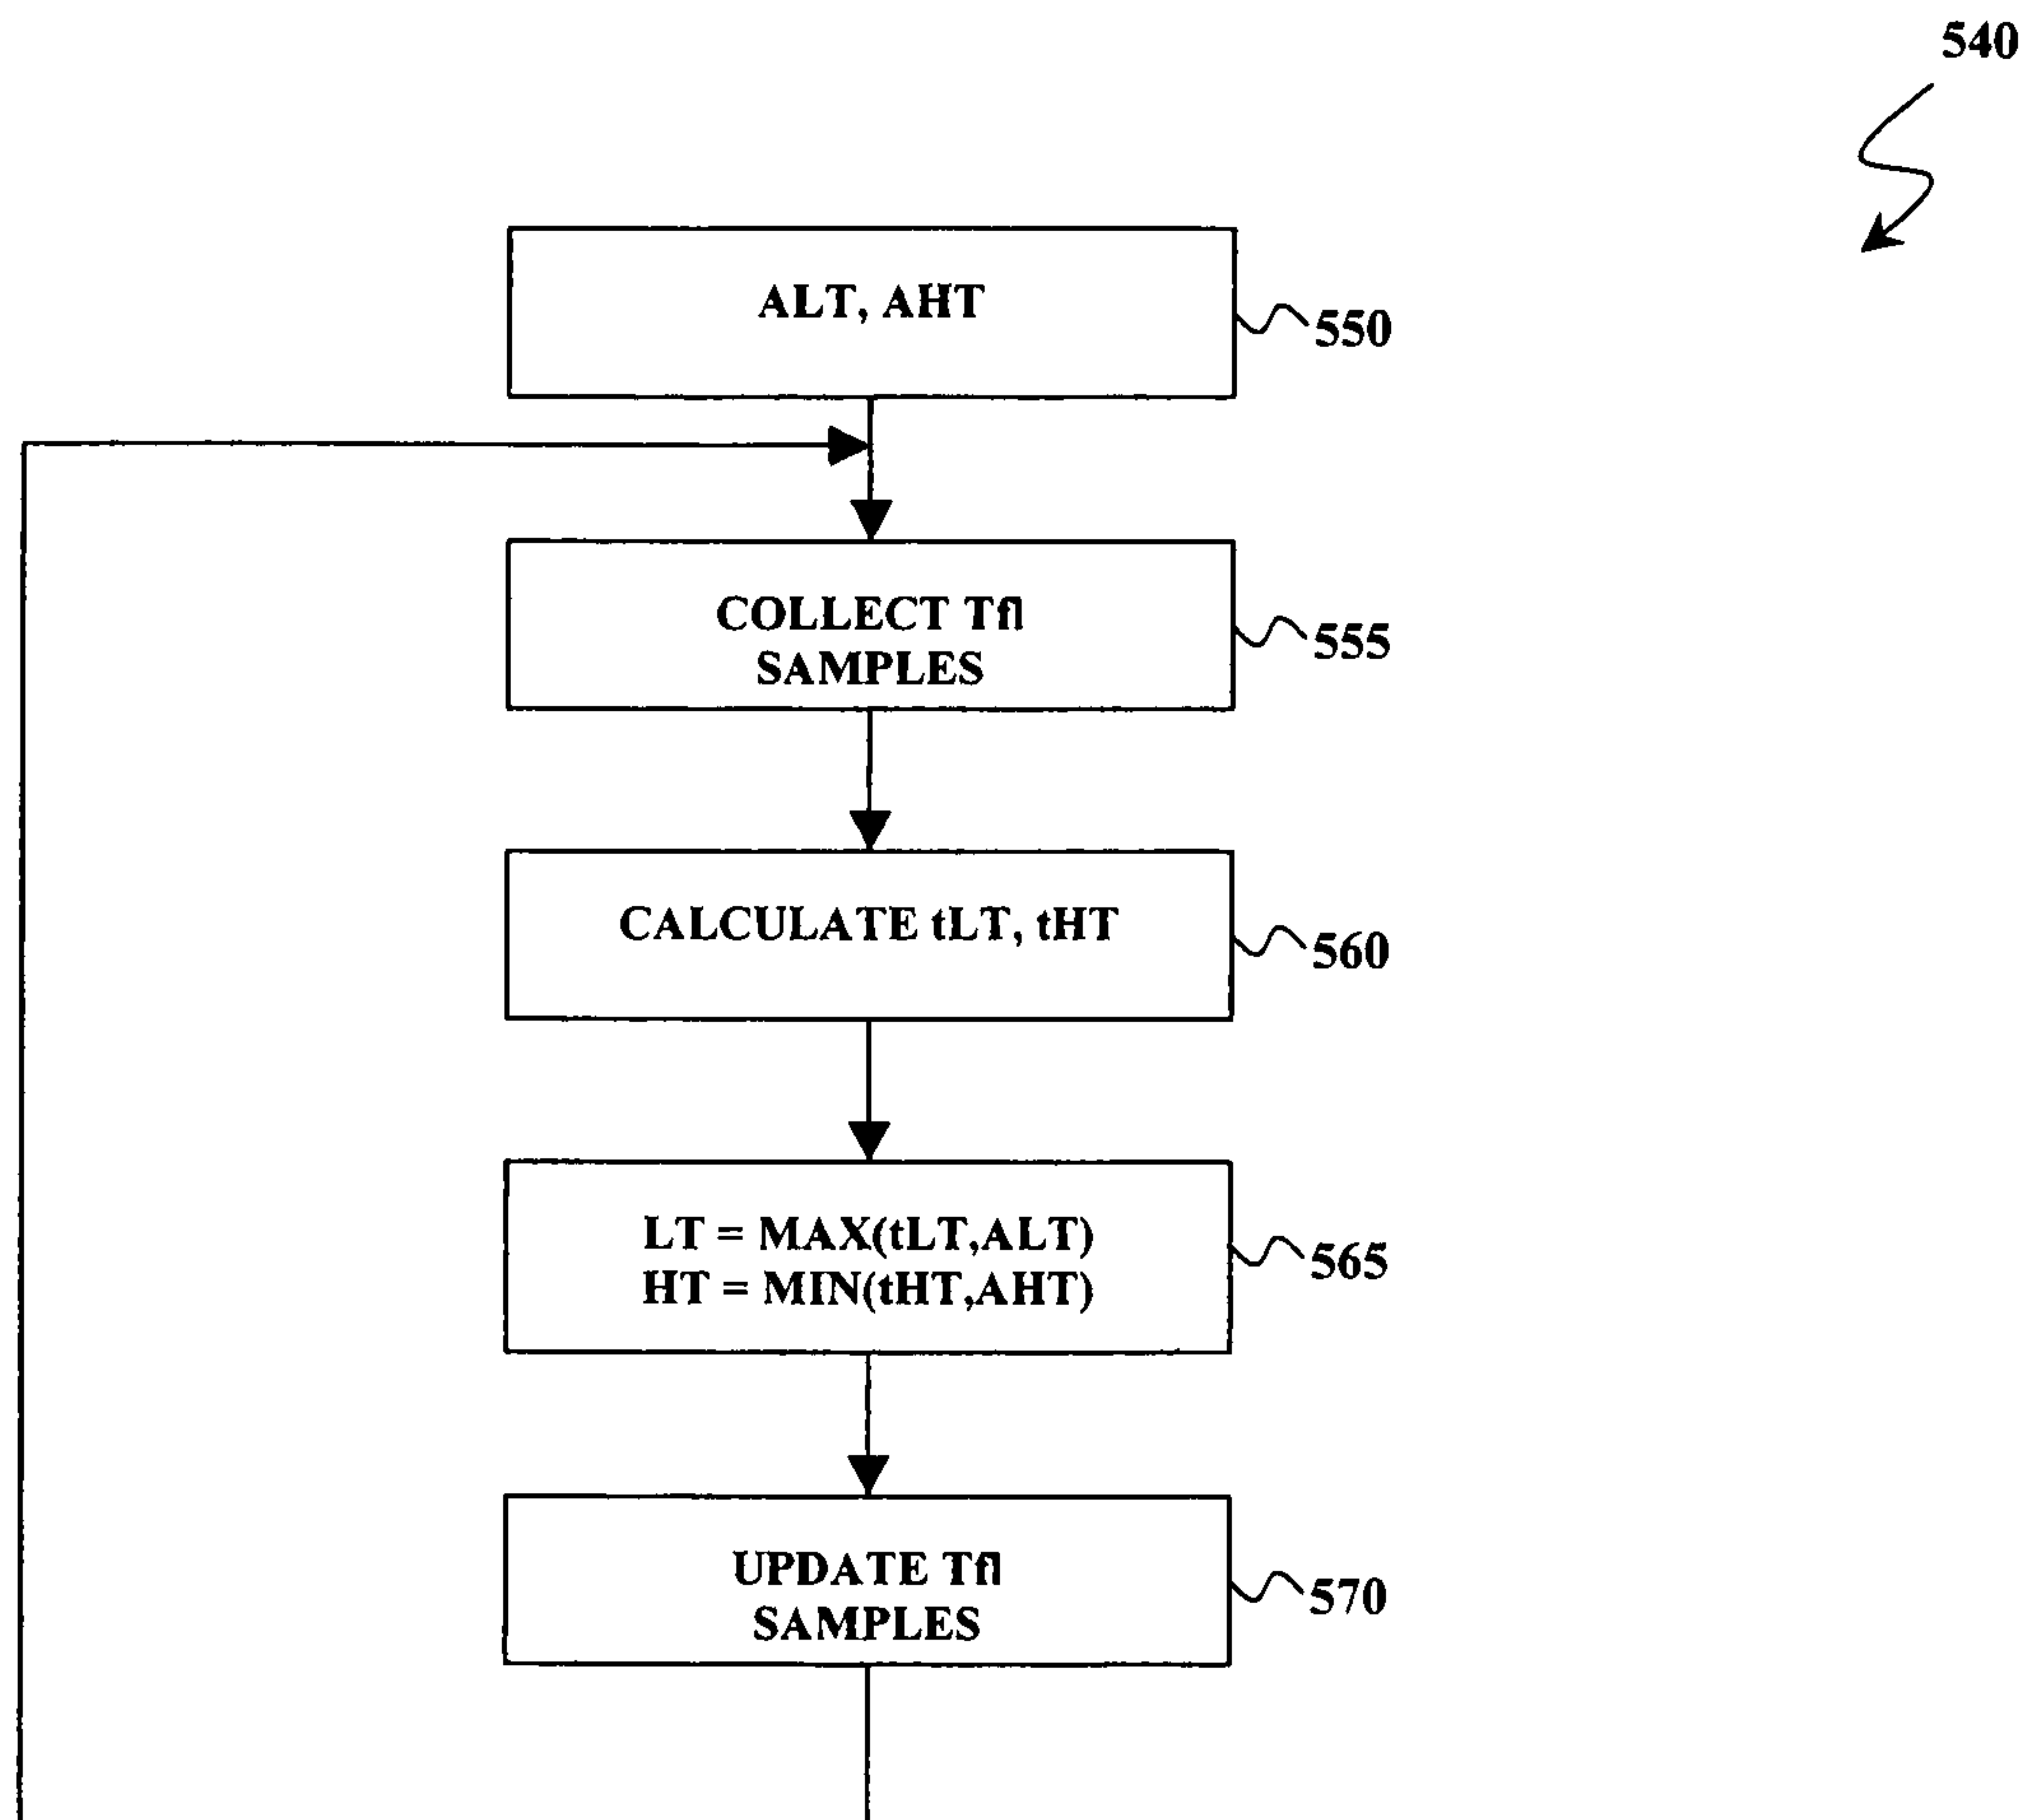 540
ALT, AHT
550
COLLECT Tfl
SAMPLES
555
CALCULATE tLT, tHT
560
LT = MAX(tLT,ALT)
HT = MIN(tHT,AHT)
565
UPDATE Tfl
SAMPLES
570